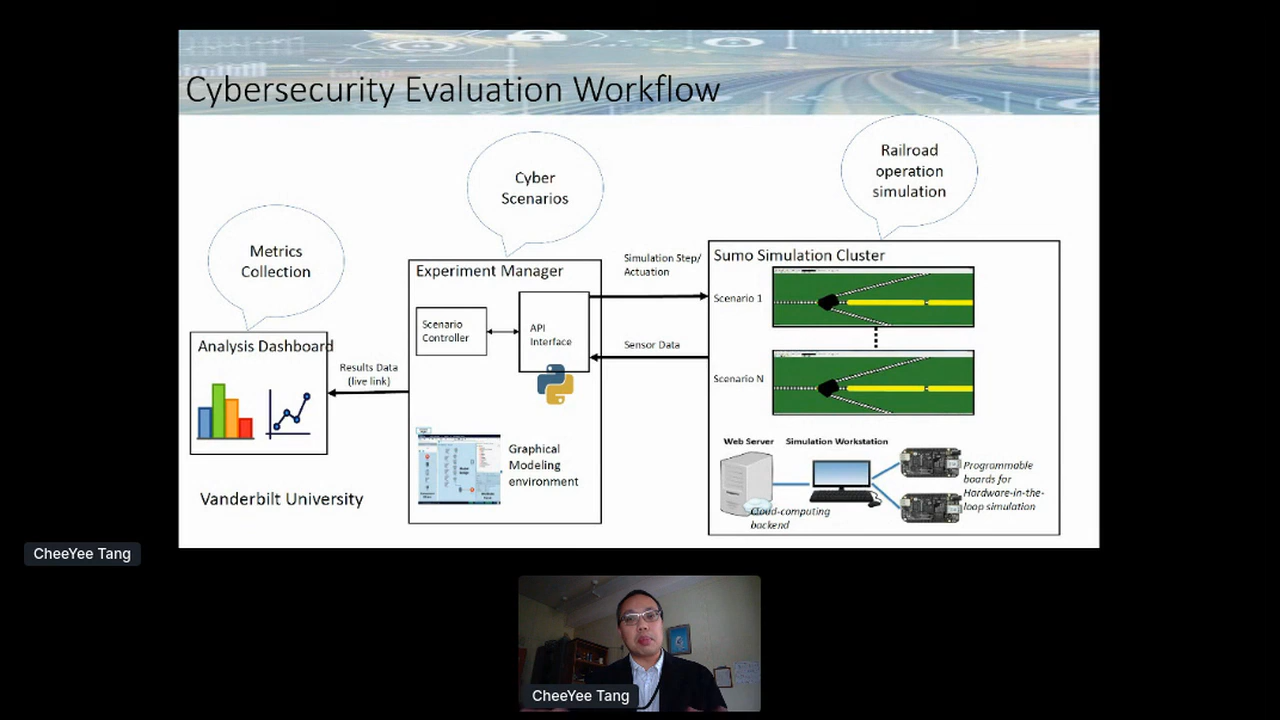 Cybersecurity Evaluation Workflow
Metrics
Collection
Cyber
Scenarios
Railroad
operation
simulation
Analysis Dashboard
Results Data
(live link)
Vanderbilt University
Experiment Manager
Scenario
Controller
API
Interface
Graphical
Modeling
environment
Simulation Step/
Actuation
Sensor Data
Sumo Simulation Cluster
Scenario 1
Scenario N
Web Server
Simulation Workstation
Cloud-computing
backend
Programmable
boards for
Hardware-in-the-
loop simulation
CheeYee Tang
CheeYee Tang